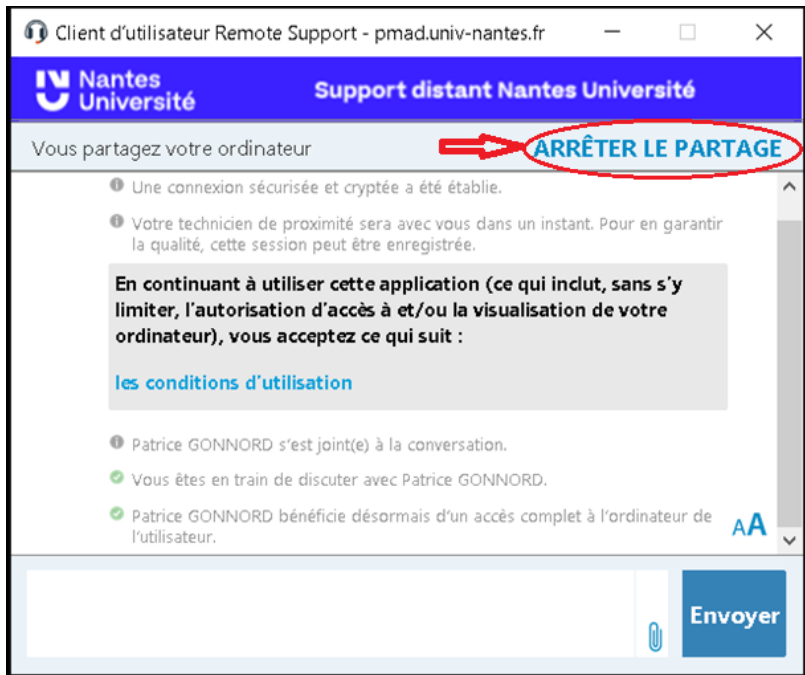 Client d'utilisateur Remote Support - pmad.univ-nantes.fr
Nantes
Université
Support distant Nantes Université
Vous partagez votre ordinateur
ARRÊTER LE PARTAGE
Une connexion sécurisée et cryptée a été établie.
Votre technicien de proximité sera avec vous dans un instant. Pour en garantir
la qualité, cette session peut être enregistrée.
En continuant à utiliser cette application (ce qui inclut, sans s'y
limiter, l'autorisation d'accès à et/ou la visualisation de votre
ordinateur), vous acceptez ce qui suit :
les conditions d'utilisation
Patrice GONNORD s'est joint(e) à la conversation.
Vous êtes en train de discuter avec Patrice GONNORD.
Patrice GONNORD bénéficie désormais d'un accès complet à l'ordinateur de
l'utilisateur.
AA
Envoyer